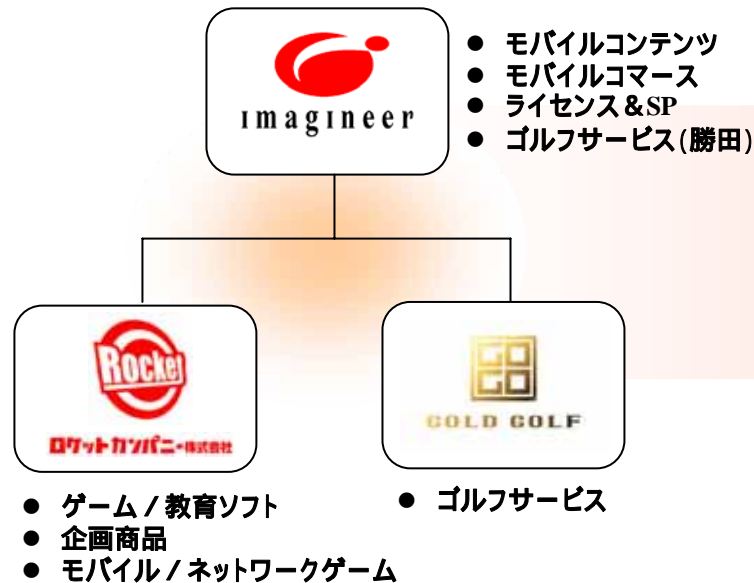 imagineer
● モバイルコンテンツ
● モバイルコマース
● ライセンス＆SP
● ゴルフサービス(勝田)
Rocket
ロケットカンパニー株式会社
GO
GO
GOLD GOLF
● ゲーム / 教育ソフト
● 企画商品
● モバイル / ネットワークゲーム
● ゴルフサービス